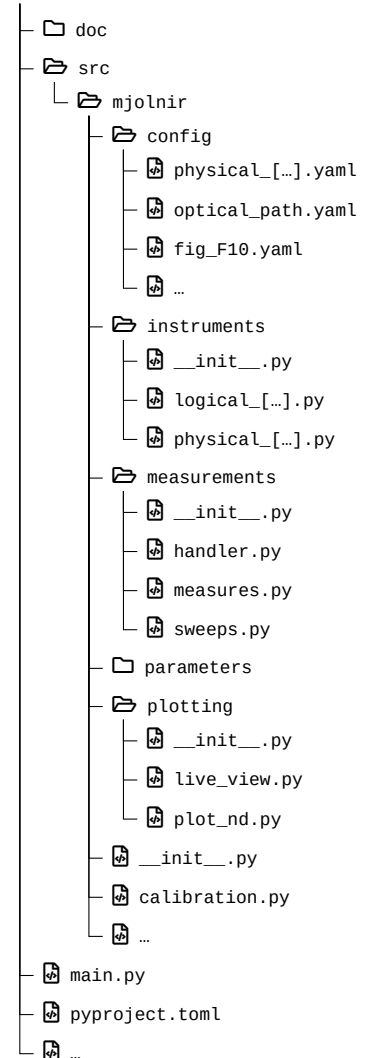 doc
src
mjolnir
config
physical_[…].yaml
optical_path.yaml
fig_F10.yaml
…
instruments
__init__.py
logical_[…].py
physical_[…].py
measurements
__init__.py
handler.py
measures.py
sweeps.py
parameters
plotting
__init__.py
live_view.py
plot_nd.py
__init__.py
calibration.py
…
main.py
pyproject.toml
…